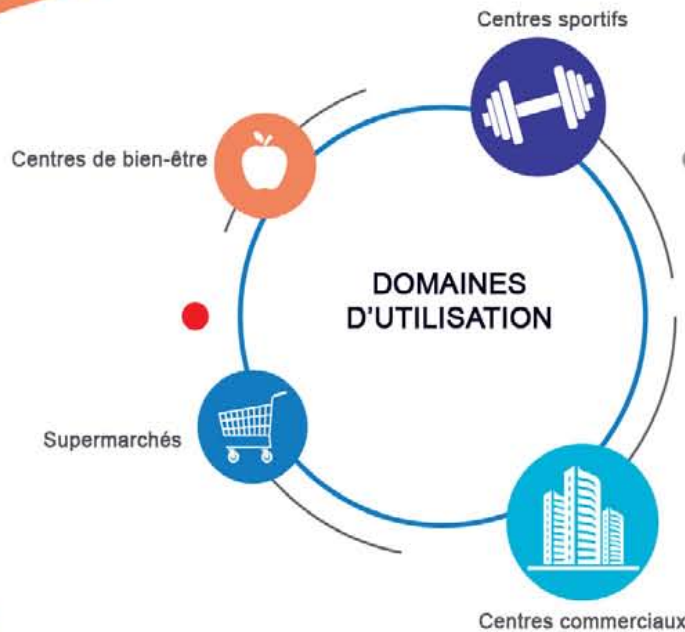 Centres sportifs
Centres de bien-être
DOMAINES
D'UTILISATION
Supermarchés
Centres commerciaux